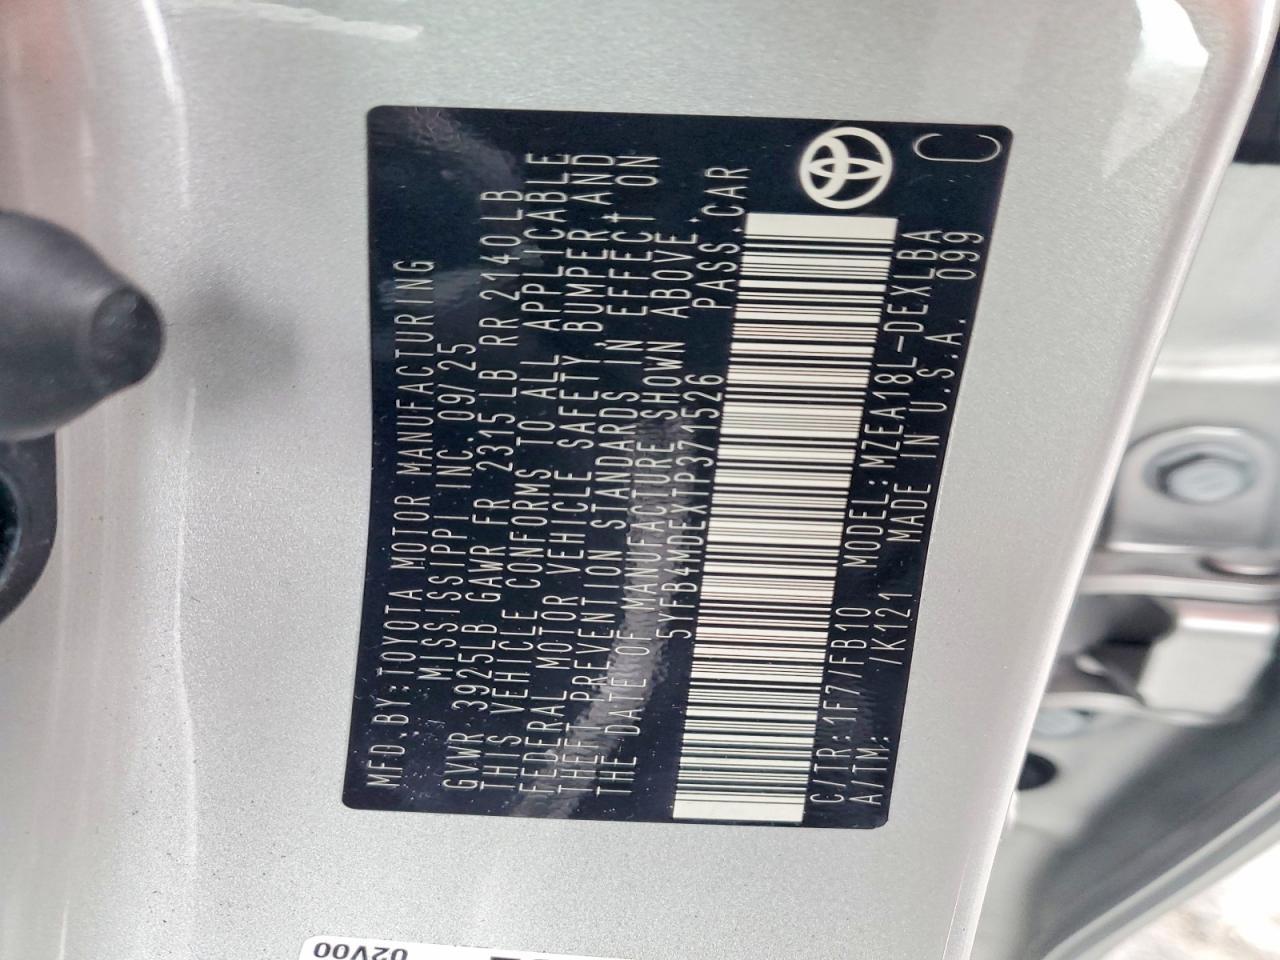 MFD.BY:TOYOTA MOTOR MANUFACTURING
MISSISSIPPI INC. 09/25
GVWR 3925LB GAWR FR 2315LB RR 2140LB
THIS VEHICLE CONFORMS TO ALL APPLICABLE
FEDERAL MOTOR VEHICLE SAFETY, BUMPER, AND
THEFT PREVENTION STANDARDS IN EFFECT ON
THE DATE OF MANUFACTURE SHOWN ABOVE.
5YFB4MDEX-P371526 PASS.CAR
C/TR:1F7/FB10 MODEL:MZEA18L-DEXLBA
A/TM: /K121 MADE IN U.S.A. 099
C
02V00